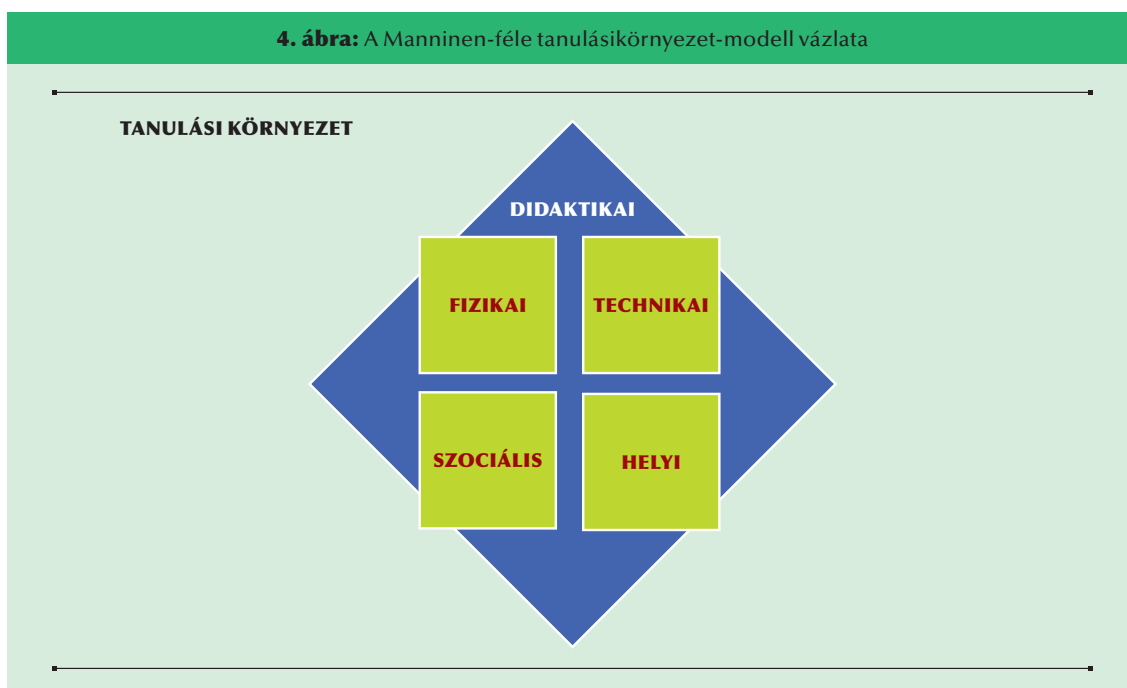 4. ábra: A Manninen-féle tanulásikörnyezet-modell vázlata
TANULÁSI KÖRNYEZET
DIDAKTIKAI
FIZIKAI
TECHNIKAI
SZOCIÁLIS
HELYI